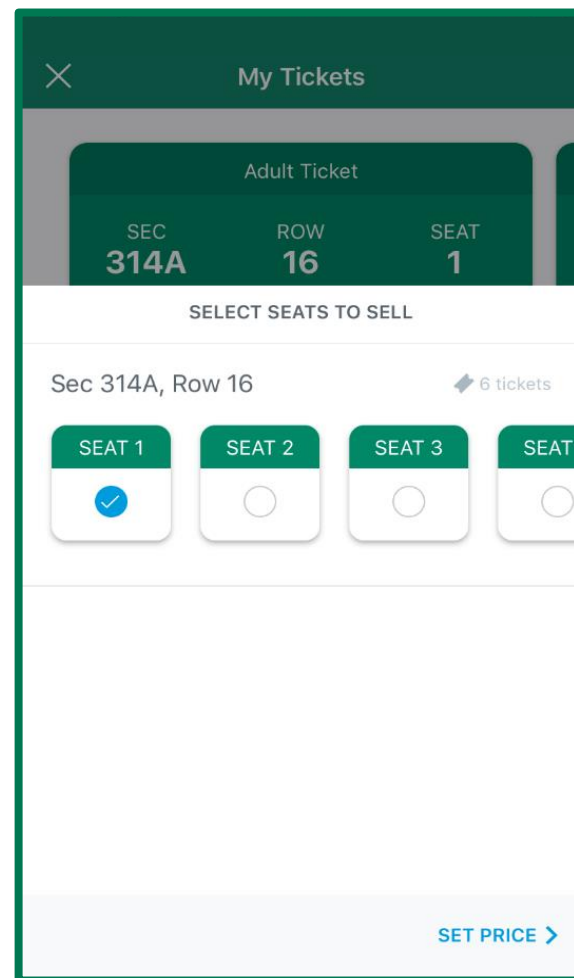 My Tickets
Adult Ticket
SEC ROW SEAT
314A 16 1
SELECT SEATS TO SELL
Sec 314A, Row 16 6 tickets
SEAT 1 SEAT 2 SEAT 3 SEAT
SET PRICE